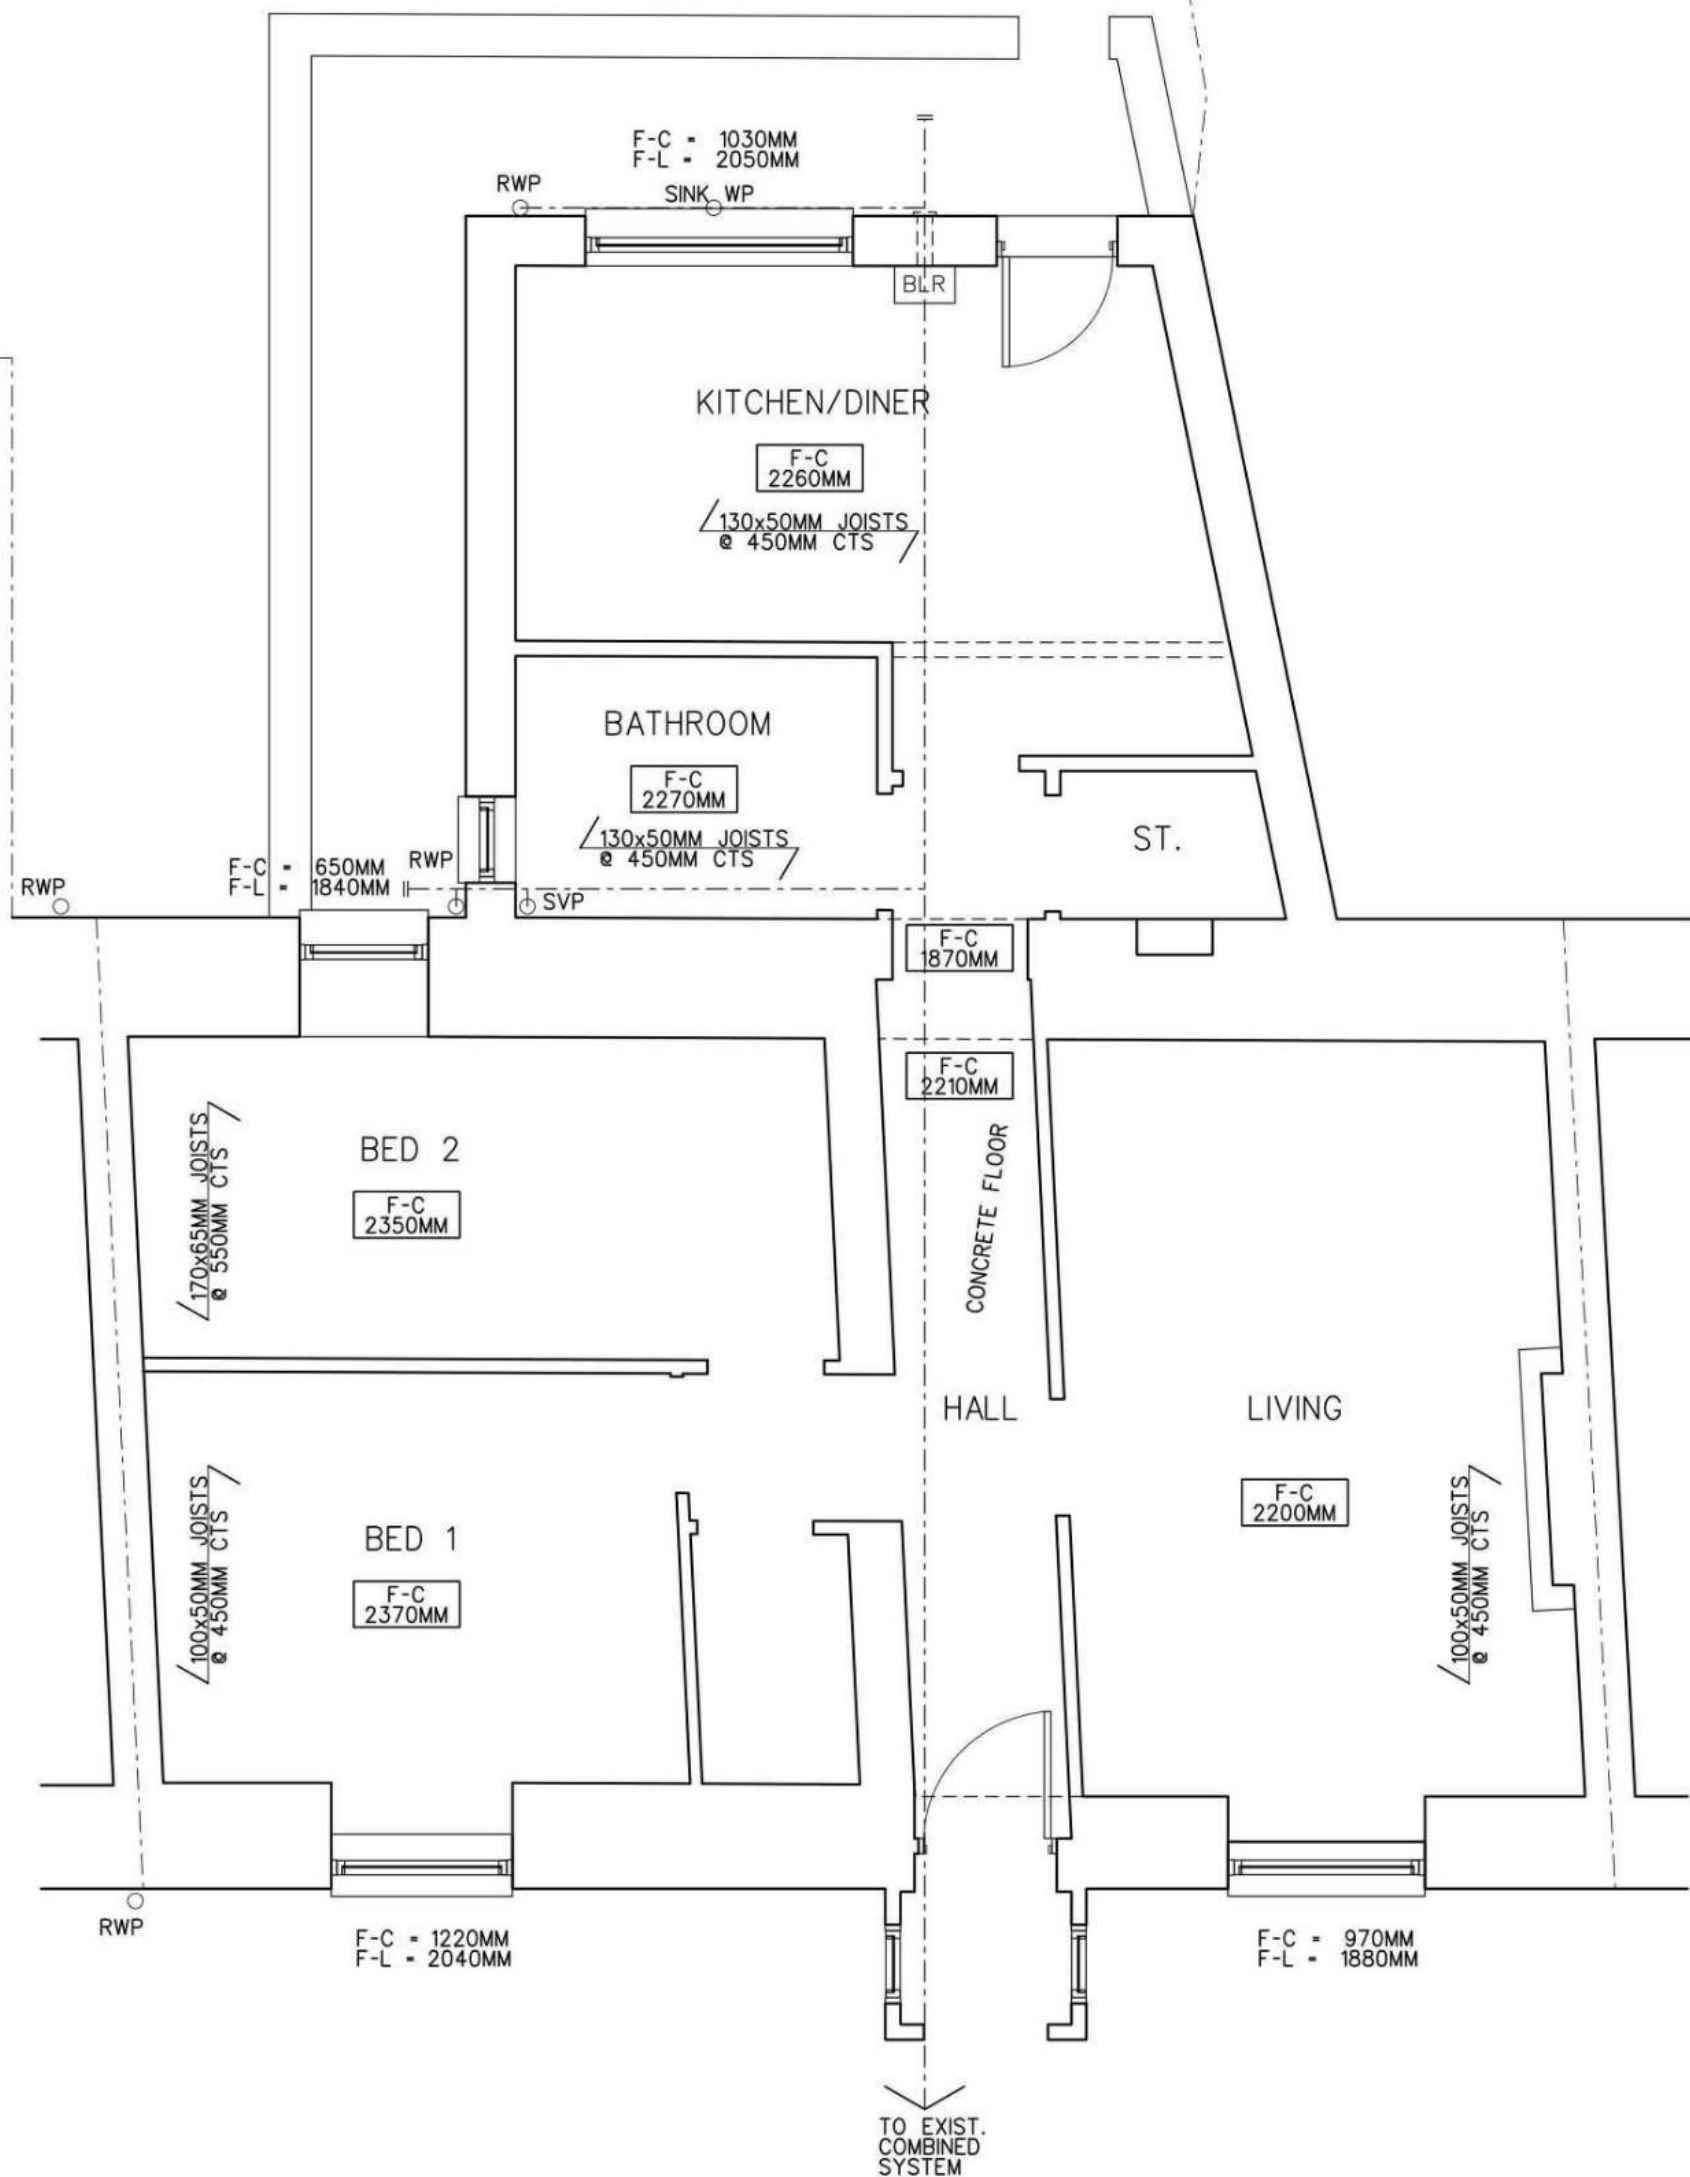 F-C = 1030MM
F-L = 2050MM
RWP
SINK WP
BLR
KITCHEN/DINER
F-C
2260MM
130x50MM JOISTS
@ 450MM CTS
BATHROOM
F-C
2270MM
130x50MM JOISTS
@ 450MM CTS
ST.
F-C = 650MM
F-L = 1840MM
RWP
RWP
SVP
F-C
1870MM
F-C
2210MM
CONCRETE FLOOR
BED 2
F-C
2350MM
170x65MM JOISTS
@ 550MM CTS
HALL
LIVING
F-C
2200MM
100x50MM JOISTS
@ 450MM CTS
BED 1
F-C
2370MM
100x50MM JOISTS
@ 450MM CTS
RWP
F-C = 1220MM
F-L = 2040MM
F-C = 970MM
F-L = 1880MM
TO EXIST.
COMBINED
SYSTEM